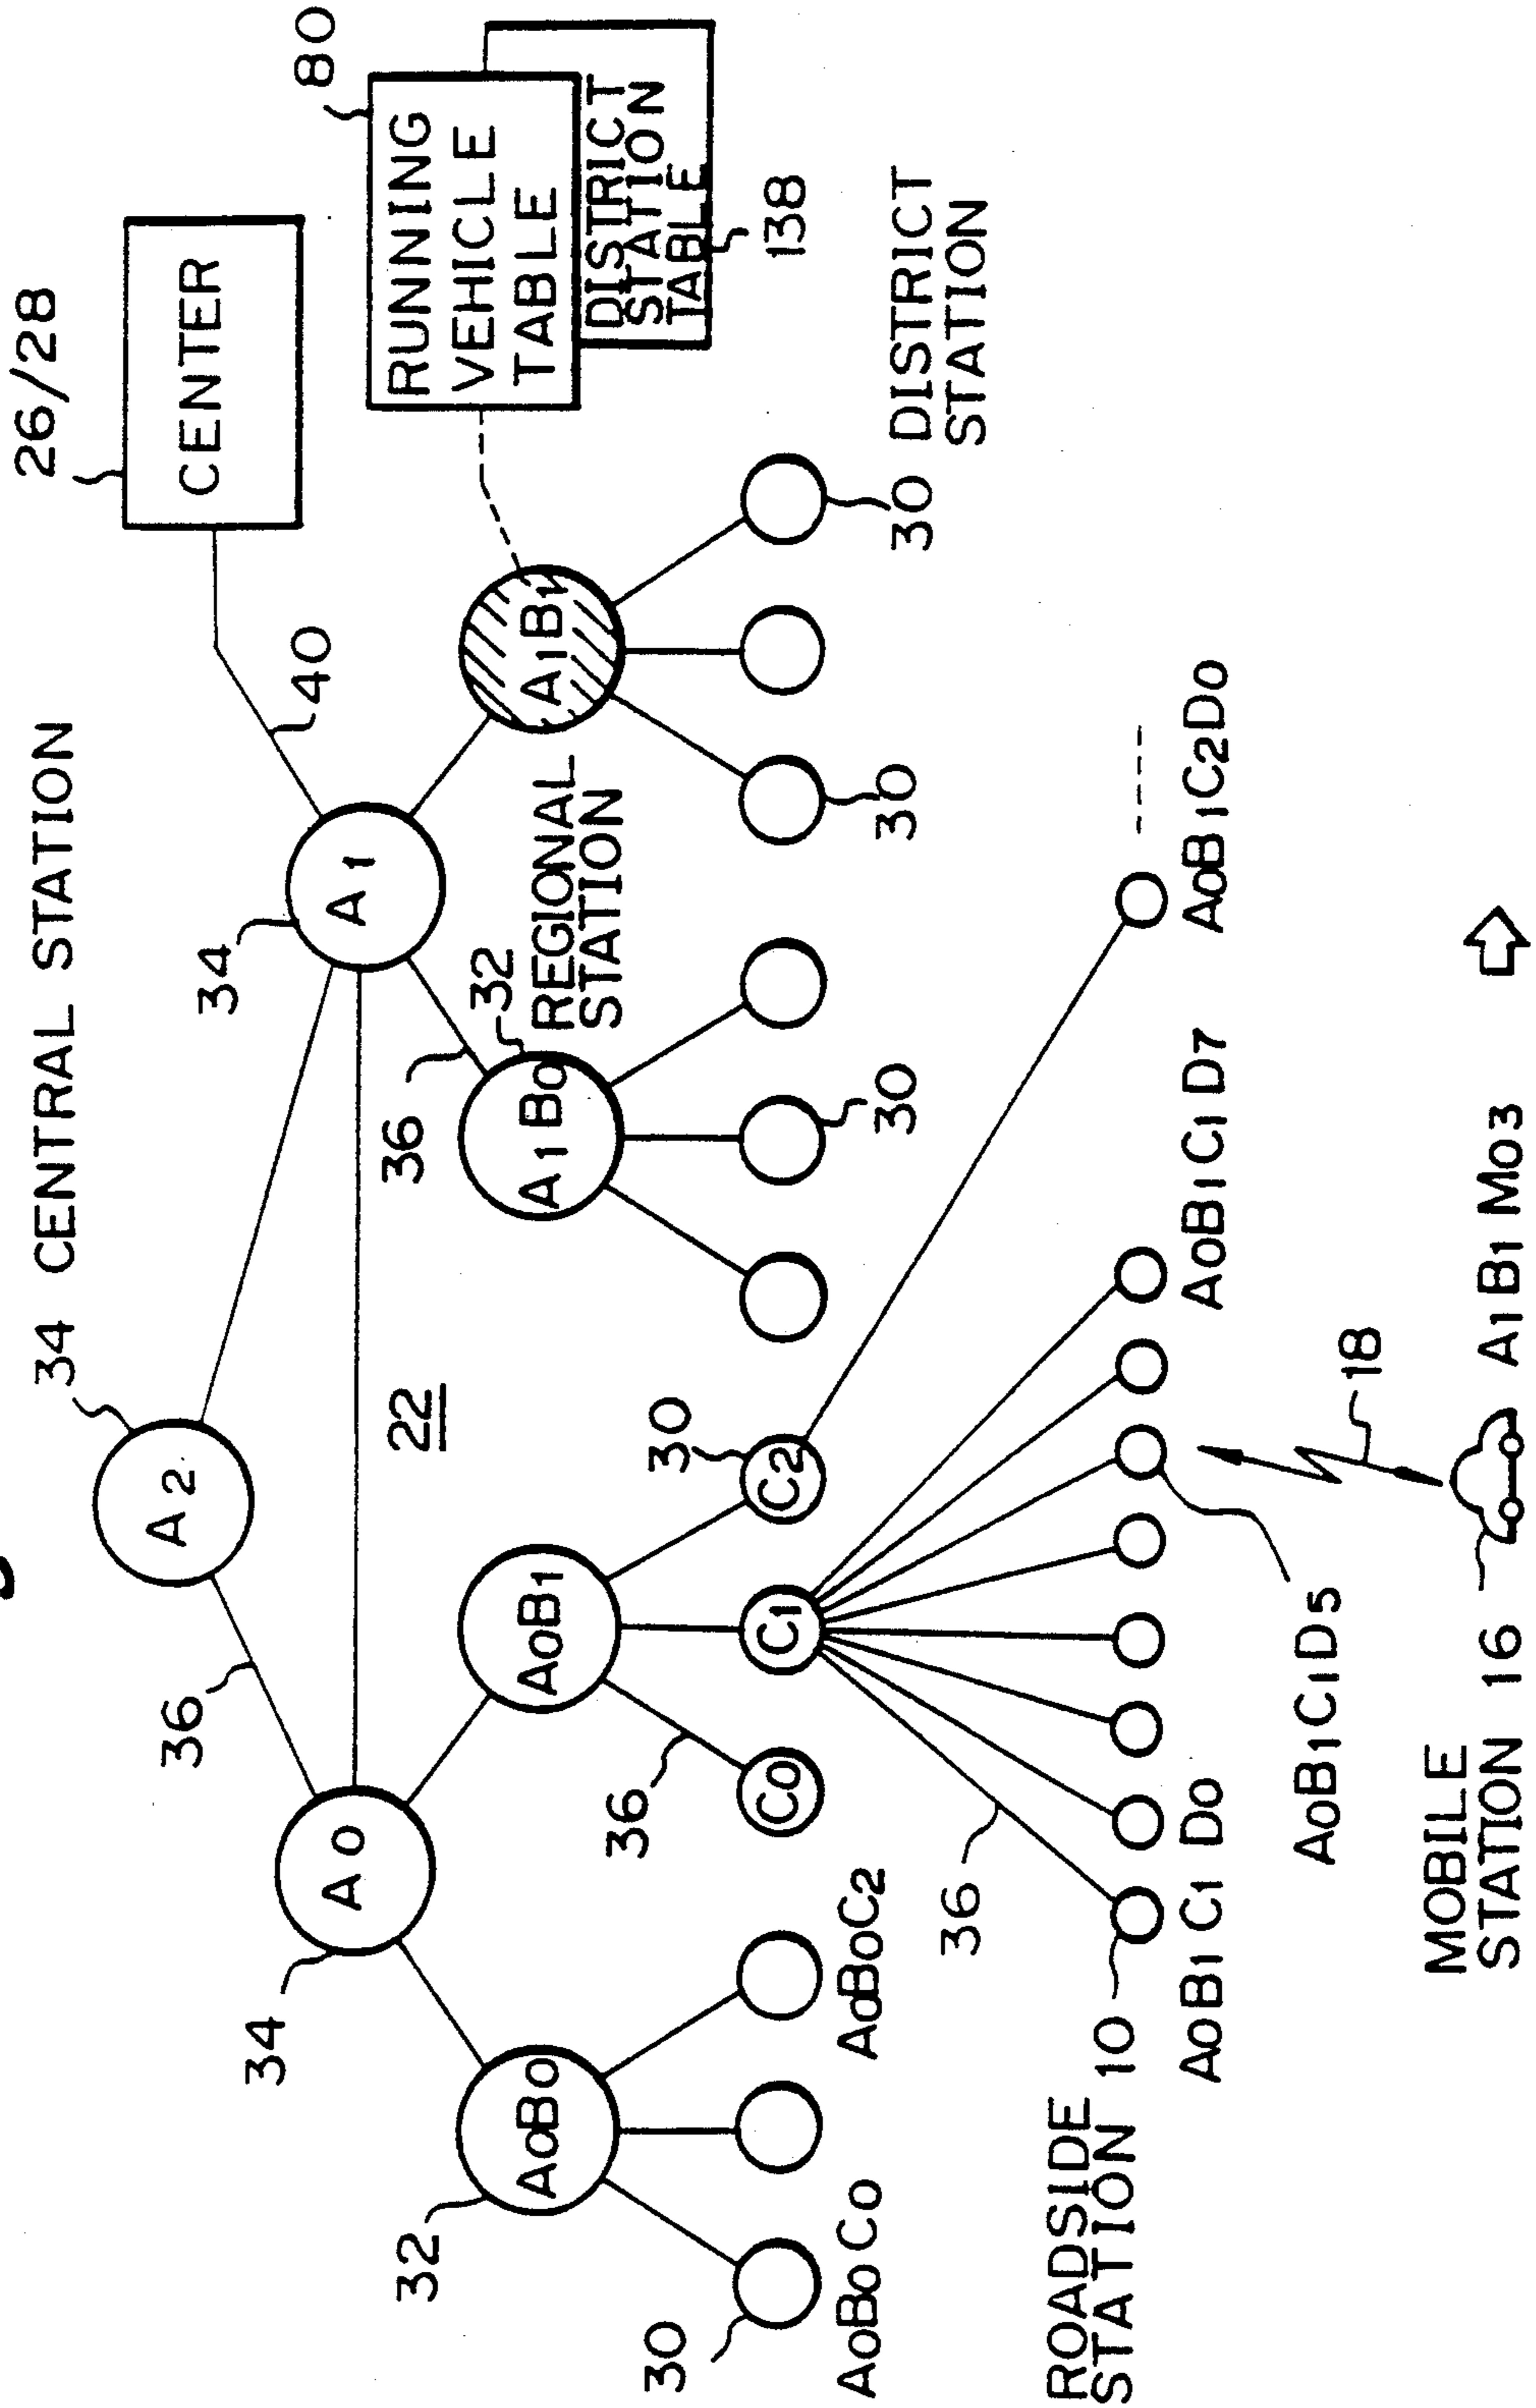 26/28
34 CENTRAL STATION
CENTER
80
A2
34
40
36
RUNNING
VEHICLE
TABLE
A0
A1
22
34
36
32
DISTRICT
STATION
TABLE
138
32
A0B0
A0B1
A1B0
REGIONAL
STATION
A1B1
36
30
30
C0
C1
C2
A0B0C0
A0B0C2
30
30
30 DISTRICT
STATION
36
ROADSIDE
STATION 10
A0B1C1D0
A0B1C1D7
A0B1C2D0
A0B1C1D5
18
MOBILE
STATION 16
A1B1M03